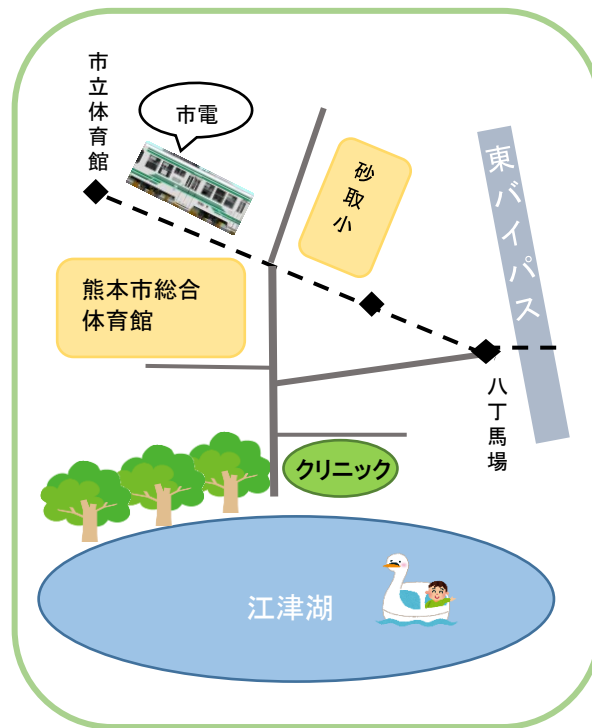 市立体育館
市電
砂取小
東バイパス
熊本市総合
体育館
八丁馬場
クリニック
江津湖